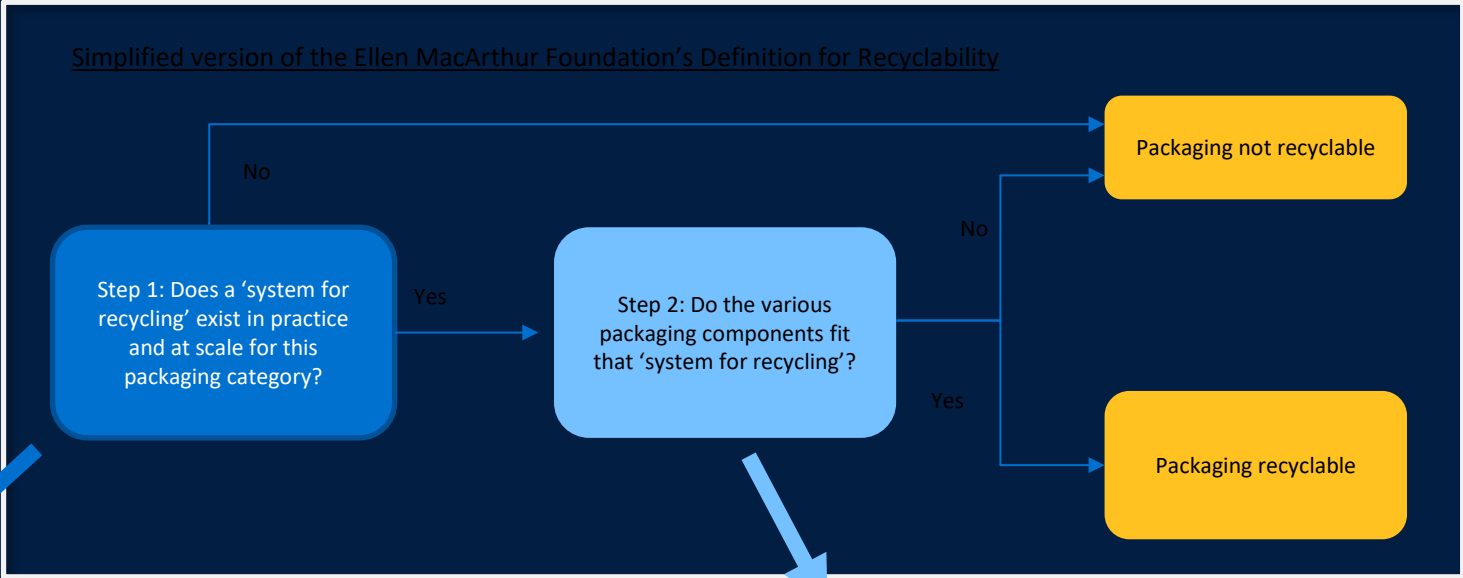 Simplified version of the Ellen MacArthur Foundation’s Definition for Recyclability
Packaging not recyclable
No
No
Step 1: Does a ‘system for
recycling’ exist in practice
and at scale for this
packaging category?
Yes
Step 2: Do the various
packaging components fit
that ‘system for recycling’?
Yes
Packaging recyclable